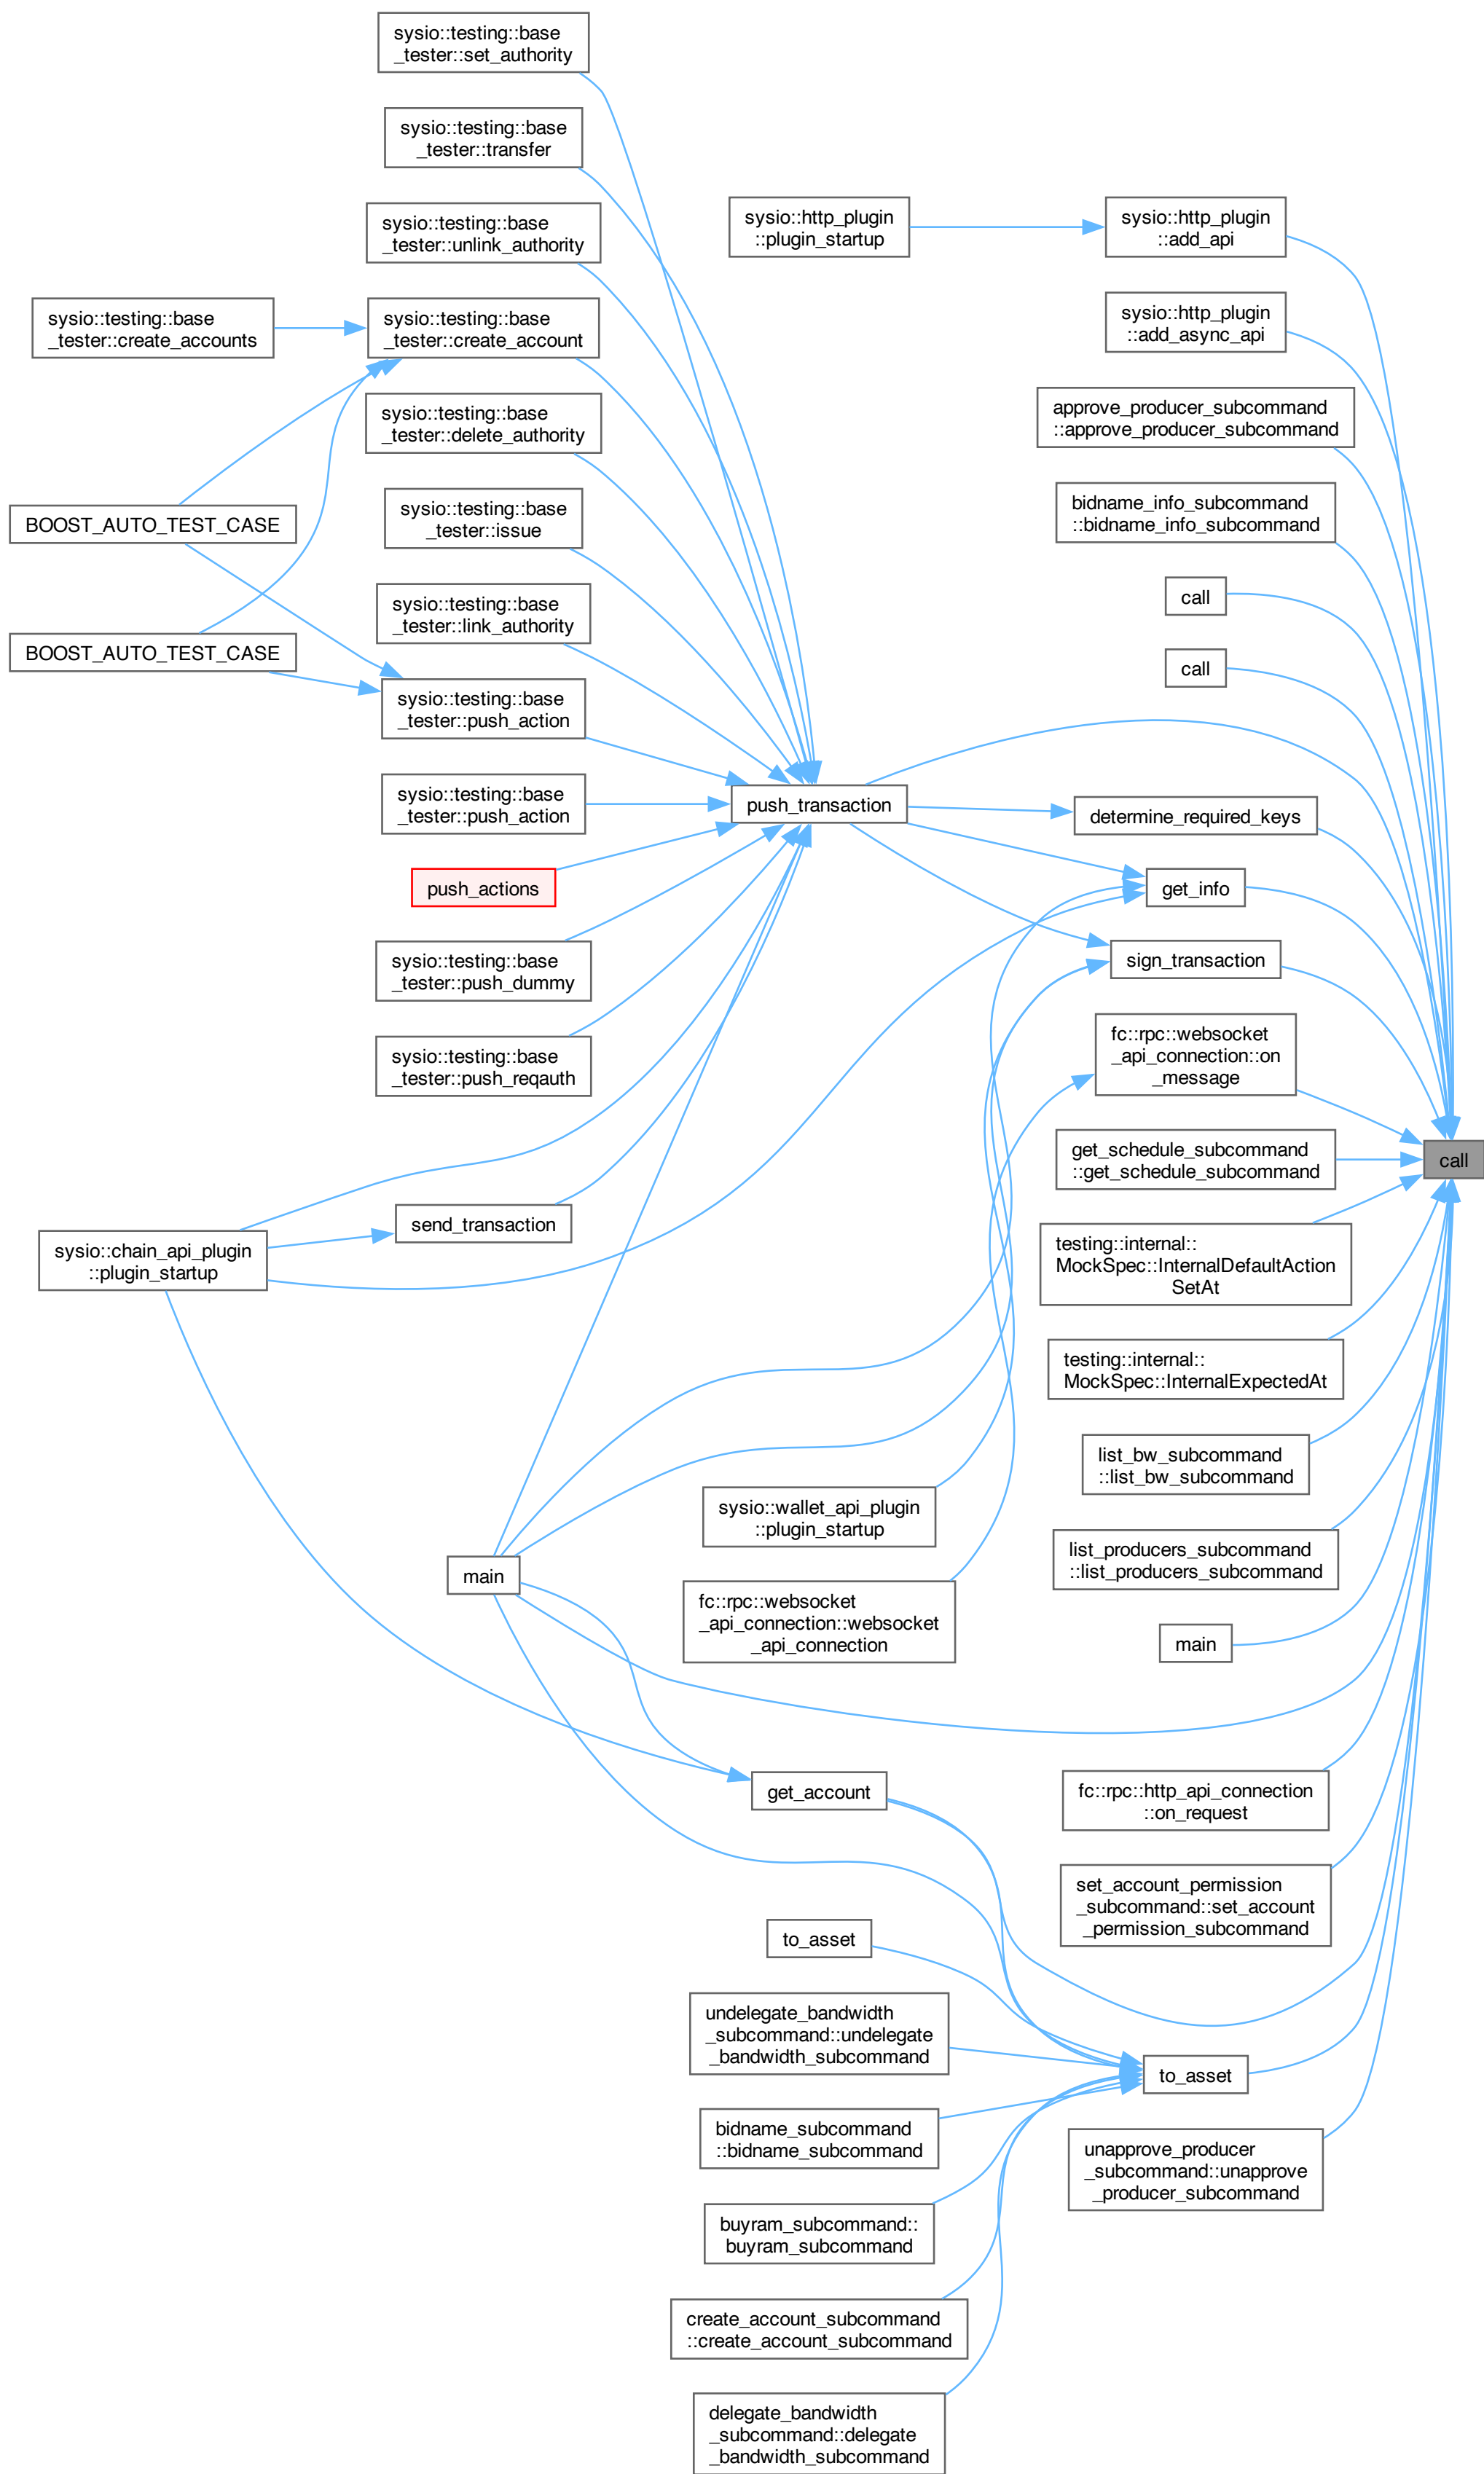 sysio::testing::base
_tester::set_authority
sysio::testing::base
_tester::transfer
sysio::http_plugin
::plugin_startup
sysio::http_plugin
::add_api
sysio::testing::base
_tester::unlink_authority
sysio::testing::base
_tester::create_accounts
sysio::testing::base
_tester::create_account
sysio::http_plugin
::add_async_api
approve_producer_subcommand
::approve_producer_subcommand
sysio::testing::base
_tester::delete_authority
bidname_info_subcommand
::bidname_info_subcommand
BOOST_AUTO_TEST_CASE
sysio::testing::base
_tester::issue
call
sysio::testing::base
_tester::link_authority
BOOST_AUTO_TEST_CASE
call
sysio::testing::base
_tester::push_action
sysio::testing::base
_tester::push_action
push_transaction
determine_required_keys
push_actions
get_info
sysio::testing::base
_tester::push_dummy
sign_transaction
sysio::testing::base
_tester::push_reqauth
fc::rpc::websocket
_api_connection::on
_message
get_schedule_subcommand
::get_schedule_subcommand
call
send_transaction
sysio::chain_api_plugin
::plugin_startup
testing::internal::
MockSpec::InternalDefaultAction
SetAt
testing::internal::
MockSpec::InternalExpectedAt
list_bw_subcommand
::list_bw_subcommand
sysio::wallet_api_plugin
::plugin_startup
list_producers_subcommand
::list_producers_subcommand
main
fc::rpc::websocket
_api_connection::websocket
_api_connection
main
get_account
fc::rpc::http_api_connection
::on_request
set_account_permission
_subcommand::set_account
_permission_subcommand
to_asset
undelegate_bandwidth
_subcommand::undelegate
_bandwidth_subcommand
to_asset
bidname_subcommand
::bidname_subcommand
unapprove_producer
_subcommand::unapprove
_producer_subcommand
buyram_subcommand::
buyram_subcommand
create_account_subcommand
::create_account_subcommand
delegate_bandwidth
_subcommand::delegate
_bandwidth_subcommand